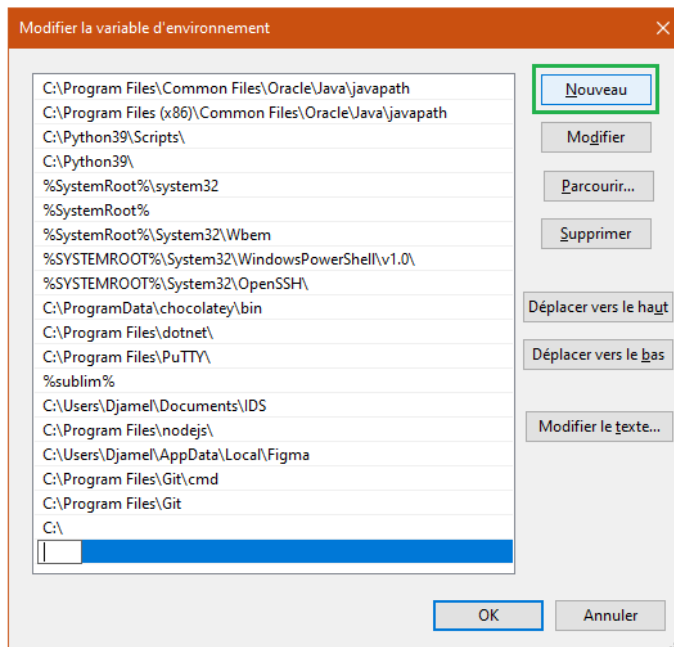 Modifier la variable d'environnement
C:\Program Files\Common Files\Oracle\Java\javapath
C:\Program Files (x86)\Common Files\Oracle\Java\javapath
C:\Python39\Scripts\
C:\Python39\
%SystemRoot%\system32
%SystemRoot%
%SystemRoot%\System32\Wbem
%SYSTEMROOT%\System32\WindowsPowerShell\v1.0\
%SYSTEMROOT%\System32\OpenSSH\
C:\ProgramData\chocolatey\bin
C:\Program Files\dotnet\
C:\Program Files\PuTTY\
%sublim%
C:\Users\Djamel\Documents\IDS
C:\Program Files\nodejs\
C:\Users\Djamel\AppData\Local\Figma
C:\Program Files\Git\cmd
C:\Program Files\Git
C:\
Nouveau
Modifier
Parcourir...
Supprimer
Déplacer vers le haut
Déplacer vers le bas
Modifier le texte...
OK
Annuler